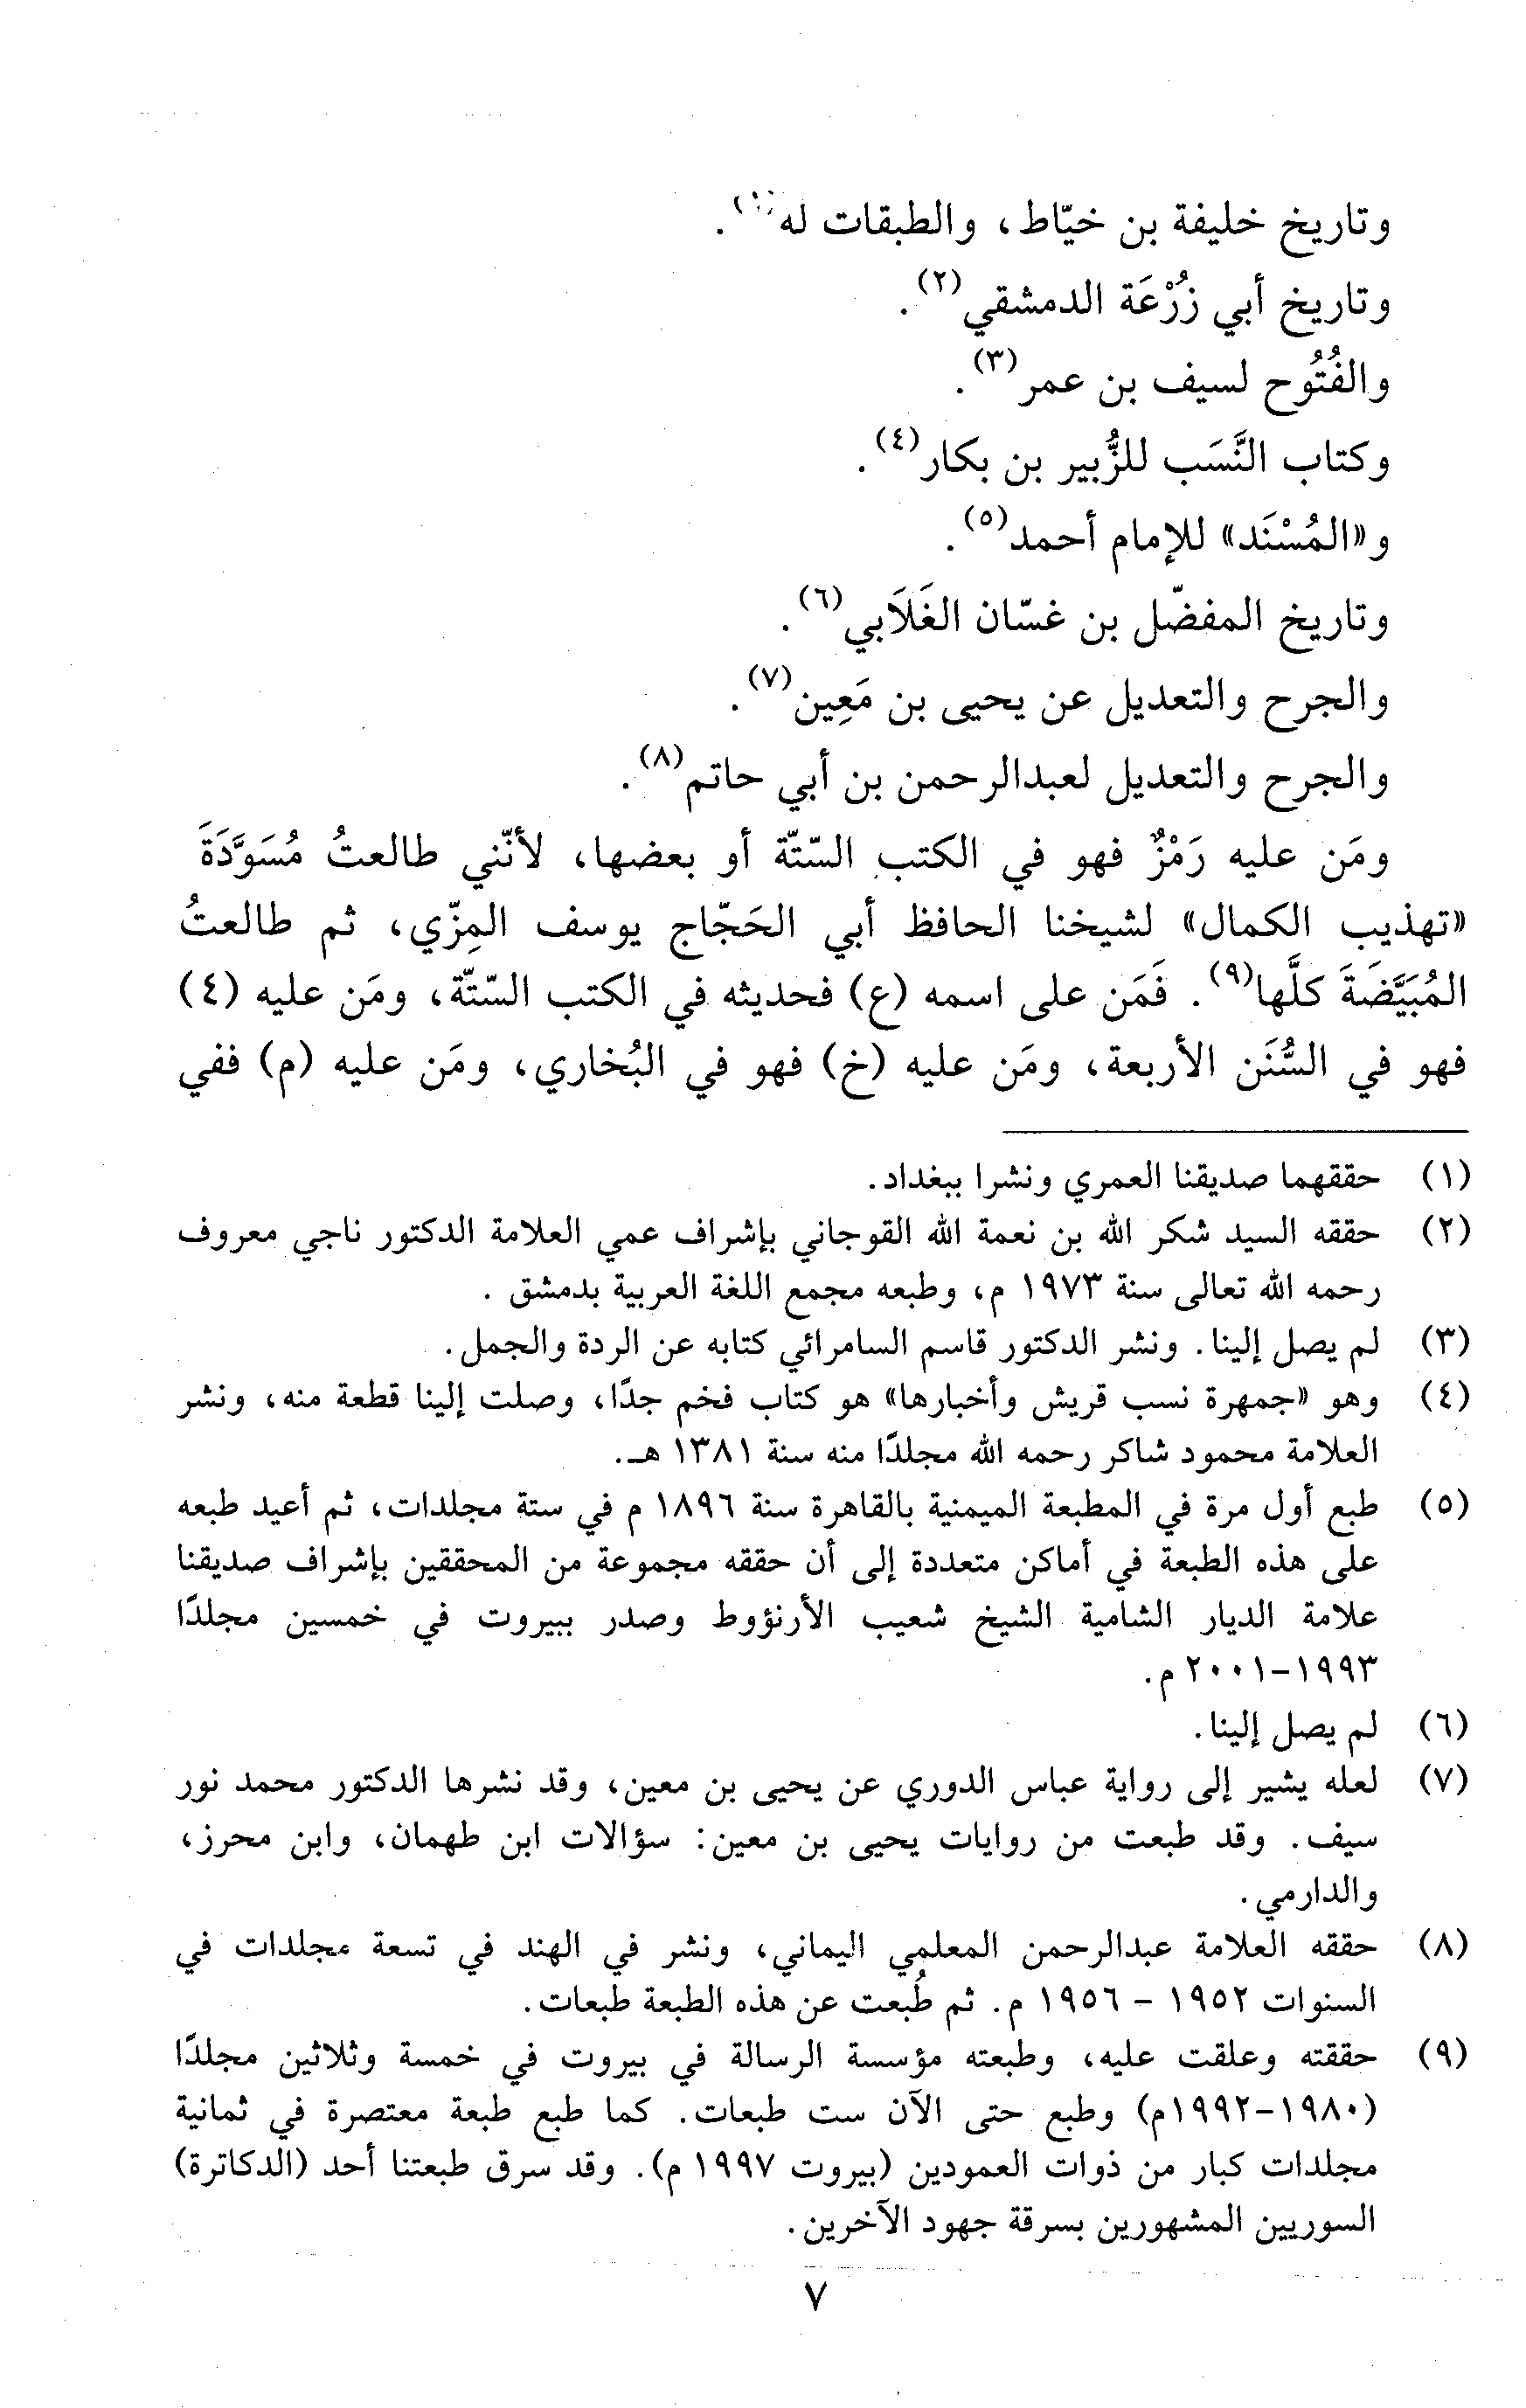 وتاريخ خليفة بن خيّاط، والطبقات له(١).
وتاريخ أبي زُرْعَة الدمشقي(٢).
والفُتُوح لسيف بن عمر(٣).
وكتاب النَّسَب للزُّبير بن بكار(٤).
و«المُسْنَد» للإمام أحمد(٥).
وتاريخ المفضّل بن غسّان الغَلَابي(٦).
والجرح والتعديل عن يحيى بن مَعِين(٧).
والجرح والتعديل لعبدالرحمن بن أبي حاتم(٨).
ومَن عليه رَمْزٌ فهو في الكتب السّتّة أو بعضها، لأنّني طالعتُ مُسَوَّدَةَ
«تهذيب الكمال» لشيخنا الحافظ أبي الحَجّاج يوسف المِزّي، ثم طالعتُ
المُبَيَّضَةَ كلَّها(٩). فَمَن على اسمه (ع) فحديثه في الكتب السّتّة، ومَن عليه (٤)
فهو في السُّنَن الأربعة، ومَن عليه (خ) فهو في البُخاري، ومَن عليه (م) ففي
(١) حققهما صديقنا العمري ونشرا ببغداد.
(٢) حققه السيد شكر الله بن نعمة الله القوجاني بإشراف عمي العلامة الدكتور ناجي معروف
رحمه الله تعالى سنة ١٩٧٣ م، وطبعه مجمع اللغة العربية بدمشق.
(٣) لم يصل إلينا. ونشر الدكتور قاسم السامرائي كتابه عن الردة والجمل.
(٤) وهو «جمهرة نسب قريش وأخبارها» هو كتاب فخم جدًا، وصلت إلينا قطعة منه، ونشر
العلامة محمود شاكر رحمه الله مجلدًا منه سنة ١٣٨١ هـ.
(٥) طبع أول مرة في المطبعة الميمنية بالقاهرة سنة ١٨٩٦ م في ستة مجلدات، ثم أعيد طبعه
على هذه الطبعة في أماكن متعددة إلى أن حققه مجموعة من المحققين بإشراف صديقنا
علامة الديار الشامية الشيخ شعيب الأرنؤوط وصدر ببيروت في خمسين مجلدًا
١٩٩٣-٢٠٠١ م.
(٦) لم يصل إلينا.
(٧) لعله يشير إلى رواية عباس الدوري عن يحيى بن معين، وقد نشرها الدكتور محمد نور
سيف. وقد طبعت من روايات يحيى بن معين: سؤالات ابن طهمان، وابن محرز،
والدارمي.
(٨) حققه العلامة عبدالرحمن المعلمي اليماني، ونشر في الهند في تسعة مجلدات في
السنوات ١٩٥٢ - ١٩٥٦ م. ثم طُبعت عن هذه الطبعة طبعات.
(٩) حققته وعلقت عليه، وطبعته مؤسسة الرسالة في بيروت في خمسة وثلاثين مجلدًا
(١٩٨٠-١٩٩٢م) وطبع حتى الآن ست طبعات. كما طبع طبعة معتصرة في ثمانية
مجلدات كبار من ذوات العمودين (بيروت ١٩٩٧ م). وقد سرق طبعتنا أحد (الدكاترة)
السوريين المشهورين بسرقة جهود الآخرين.
٧